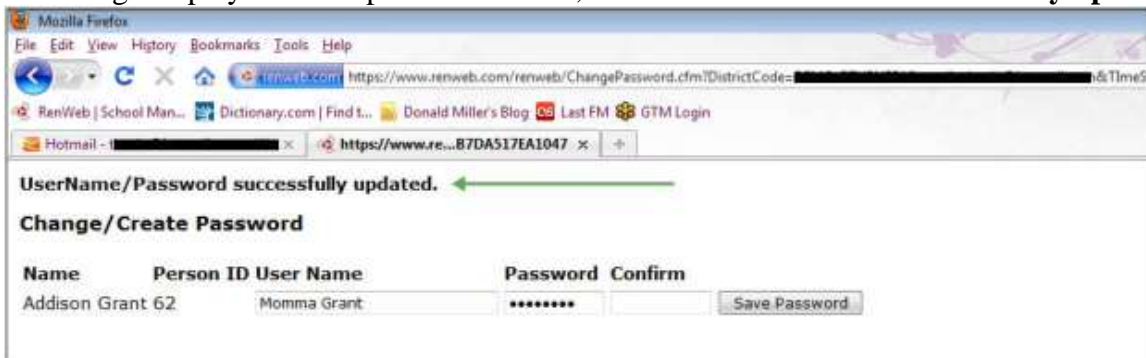 Mozilla Firefox
File Edit View History Bookmarks Tools Help
renweb.com https://www.renweb.com/renweb/ChangePassword.cfm?DistrictCode=
RenWeb | School Man... Dictionary.com | Find t... Donald Miller's Blog Last FM GTM Login
Hotmail - https://www.re...B7DA517EA1047
UserName/Password successfully updated.
Change/Create Password
Name Person ID User Name Password Confirm
Addison Grant 62 Momma Grant •••••••• Save Password